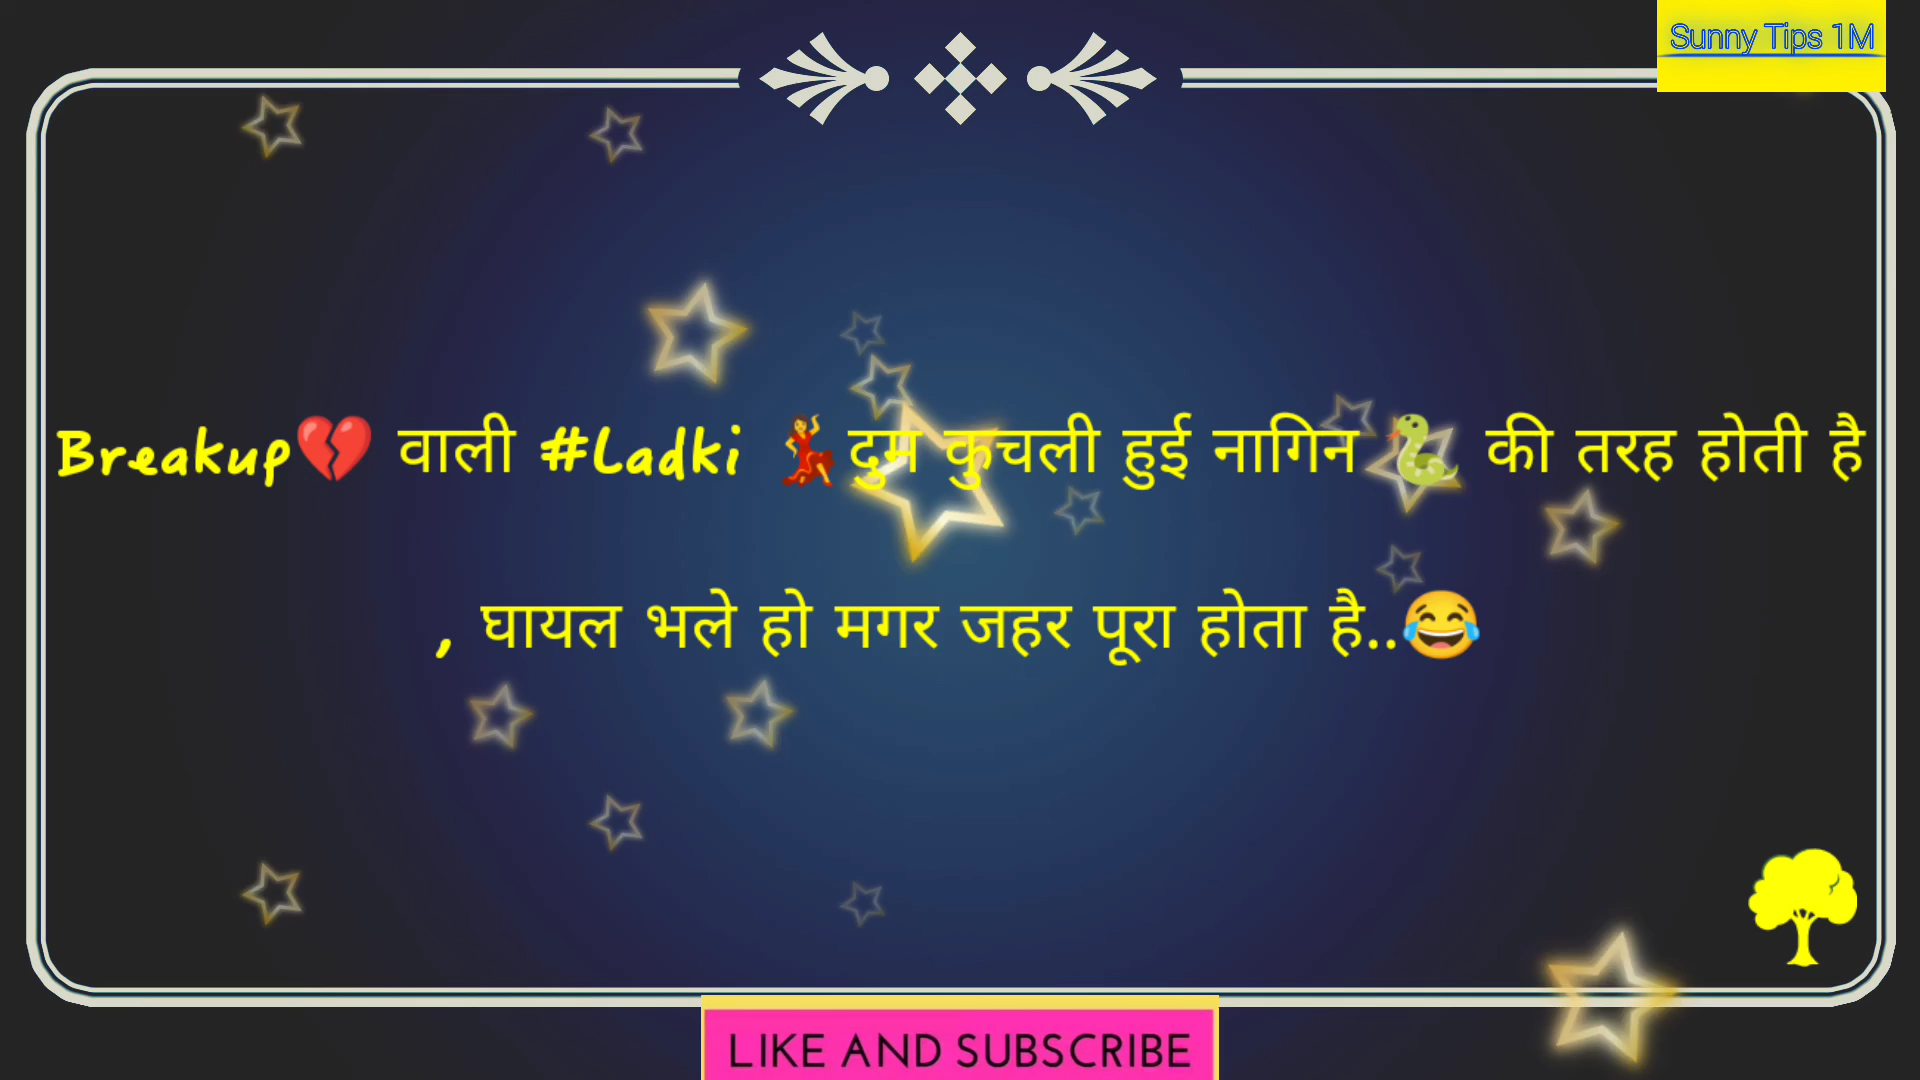 Sunny Tips 1M
Breakup💔 वाली #Ladki 💃दुम कुचली हुई नागिन🐍 की तरह होती है
, घायल भले हो मगर जहर पूरा होता है..😂
LIKE AND SUBSCRIBE